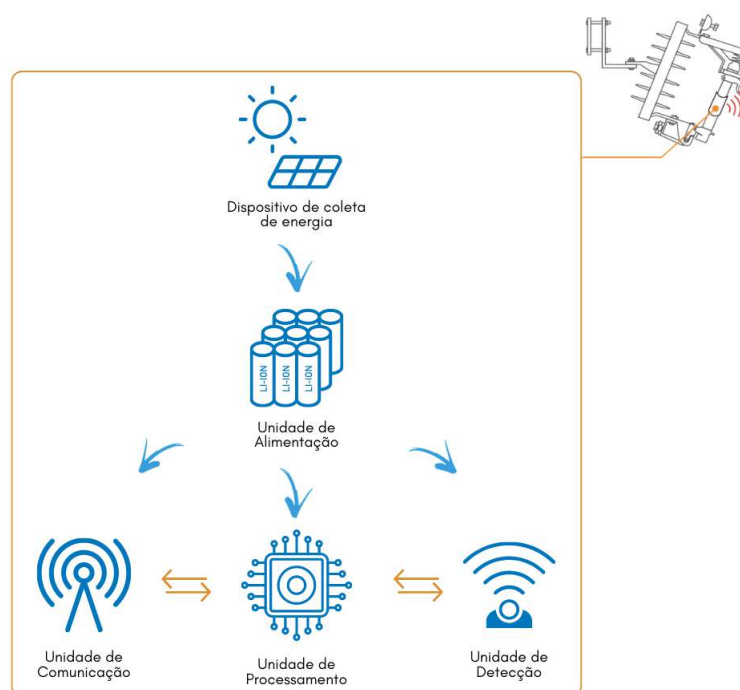 Dispositivo de coleta
de energia
LI-ION
LI-ION
LI-ION
Unidade de
Alimentação
Unidade de
Comunicação
Unidade de
Processamento
Unidade de
Detecção